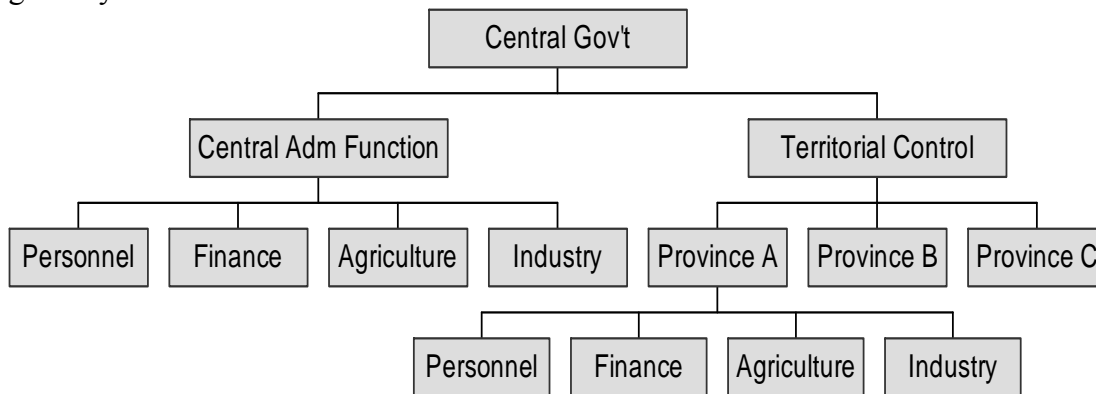 Central Gov't
Central Adm Function
Territorial Control
Personnel
Finance
Agriculture
Industry
Province A
Province B
Province C
Personnel
Finance
Agriculture
Industry